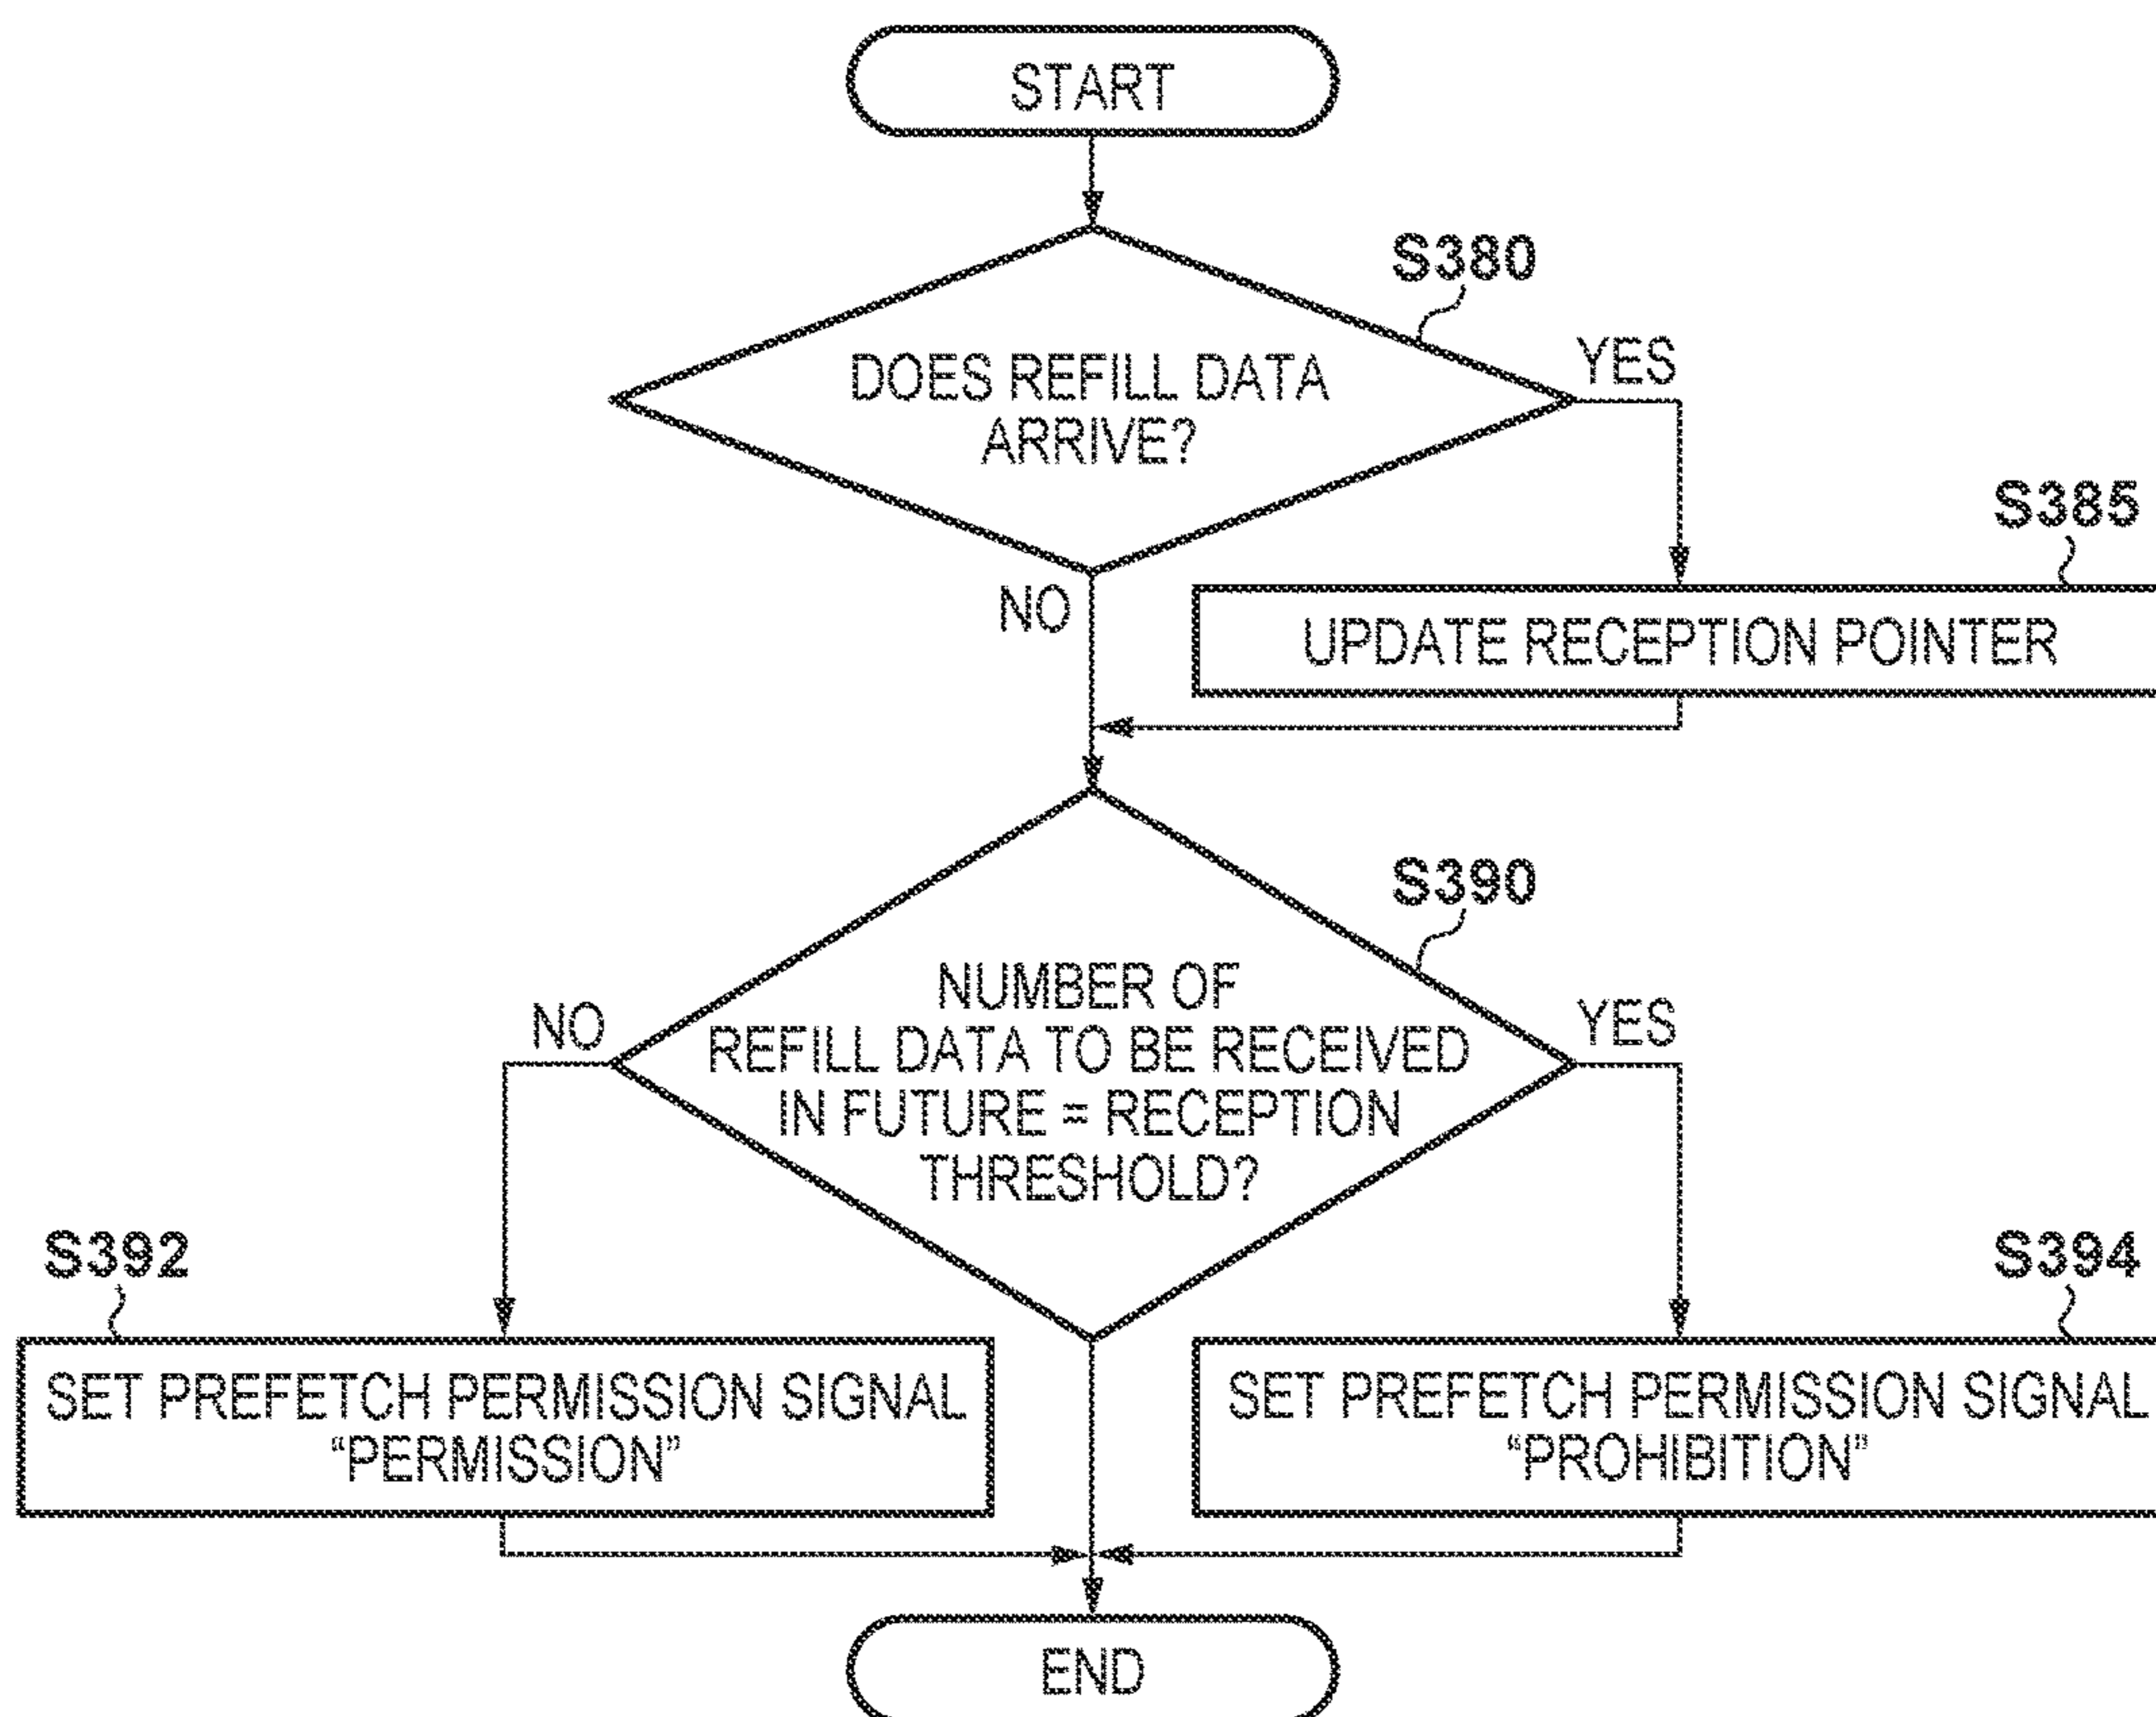 START
S380
DOES REFILL DATA
ARRIVE?
YES
NO
S385
UPDATE RECEPTION POINTER
S390
NUMBER OF
REFILL DATA TO BE RECEIVED
IN FUTURE = RECEPTION
THRESHOLD?
NO
YES
S392
SET PREFETCH PERMISSION SIGNAL
“PERMISSION”
S394
SET PREFETCH PERMISSION SIGNAL
“PROHIBITION”
END